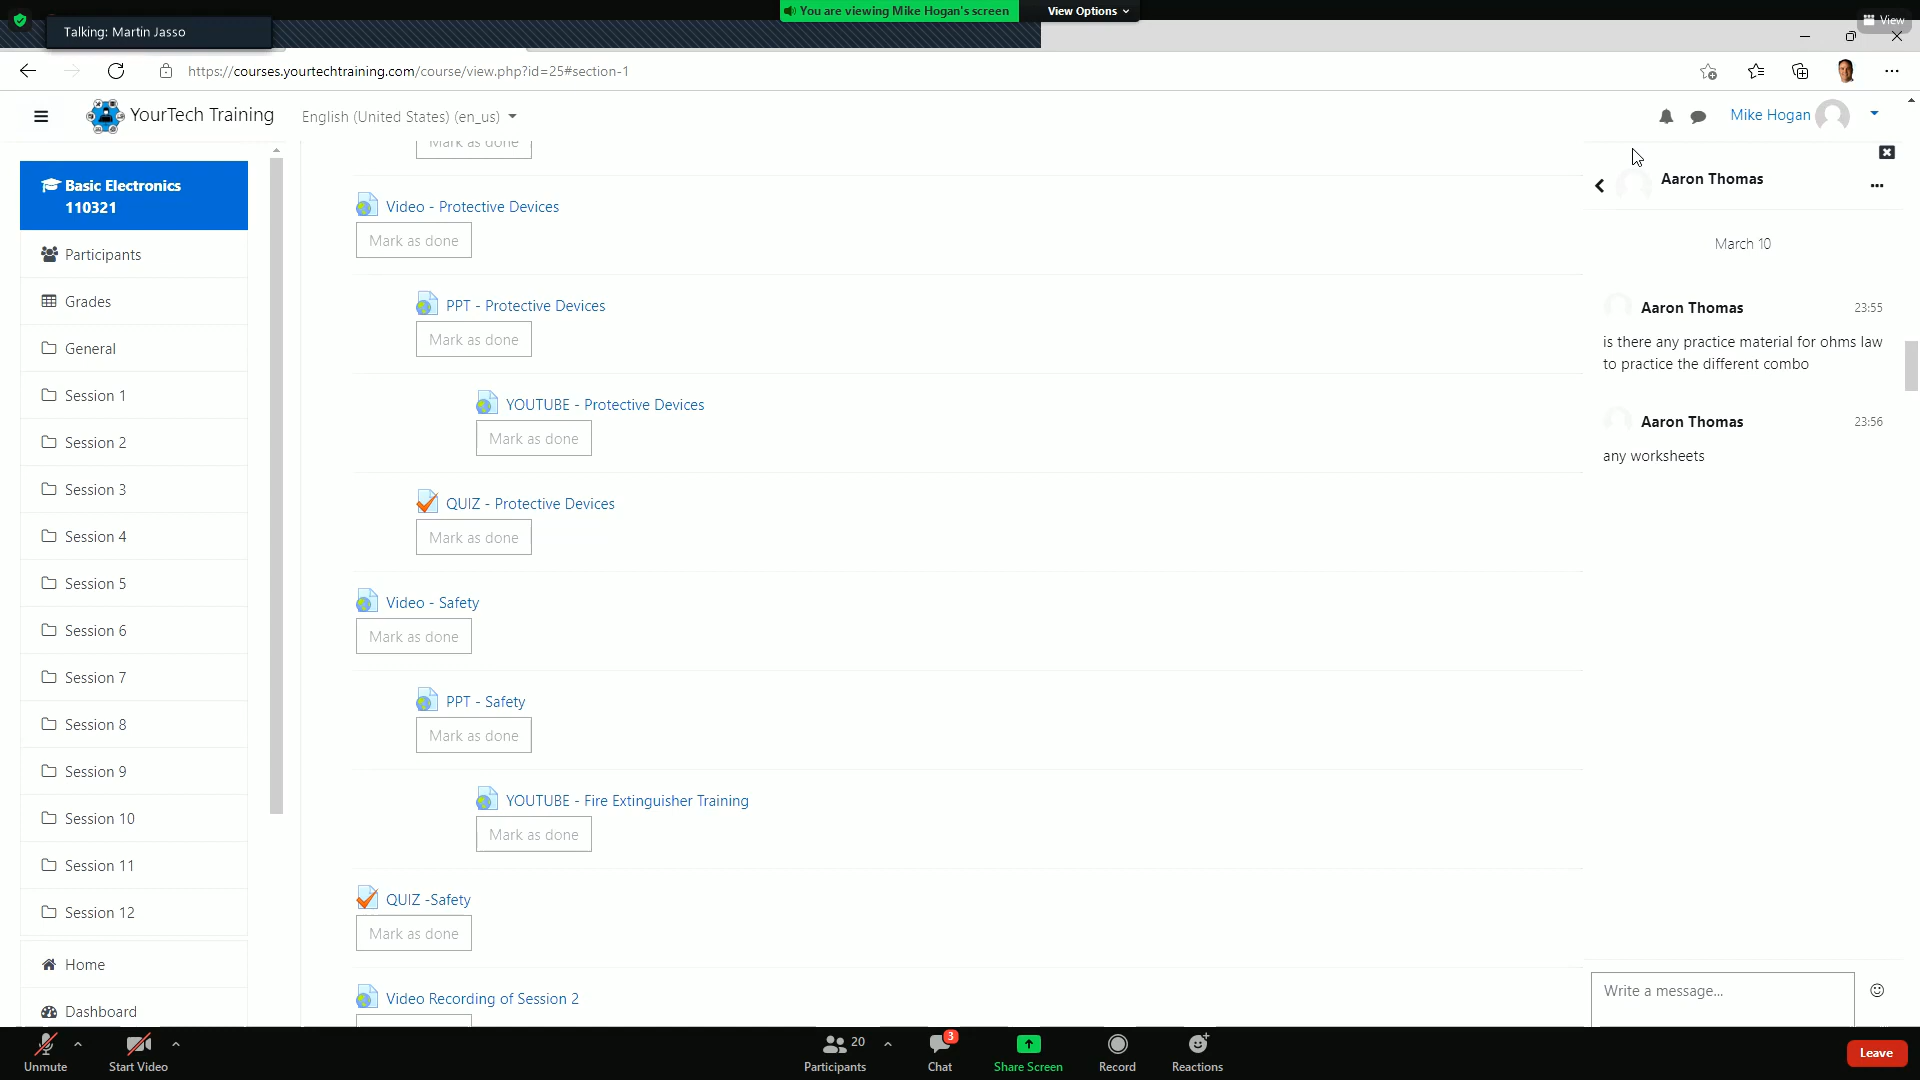 You are viewing Mike Hogan's screen
View Options
View
Talking: Martin Jasso
https://courses.yourtechtraining.com/course/view.php?id=25#section-1
YourTech Training
English (United States) (en_us)
Mike Hogan
Basic Electronics
110321
Participants
Grades
General
Session 1
Session 2
Session 3
Session 4
Session 5
Session 6
Session 7
Session 8
Session 9
Session 10
Session 11
Session 12
Home
Dashboard
Mark as done
Video - Protective Devices
Mark as done
PPT - Protective Devices
Mark as done
YOUTUBE - Protective Devices
Mark as done
QUIZ - Protective Devices
Mark as done
Video - Safety
Mark as done
PPT - Safety
Mark as done
YOUTUBE - Fire Extinguisher Training
Mark as done
QUIZ -Safety
Mark as done
Video Recording of Session 2
Aaron Thomas
March 10
Aaron Thomas 23:55
is there any practice material for ohms law
to practice the different combo
Aaron Thomas 23:56
any worksheets
Write a message...
Unmute
Start Video
20
Participants
3
Chat
Share Screen
Record
Reactions
Leave